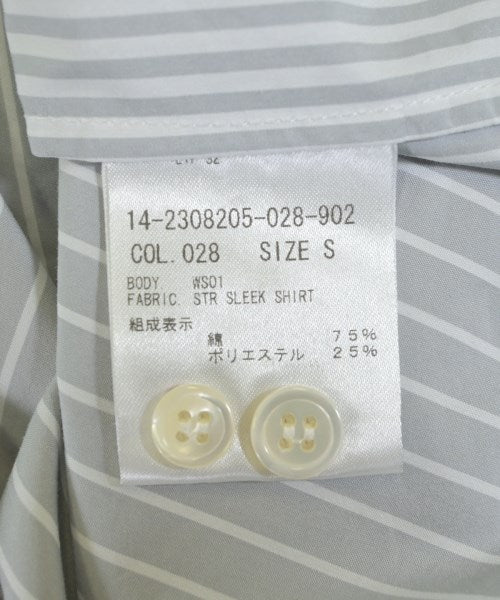 14-2308205-028-902
COL. 028 SIZE S
BODY. WS01
FABRIC. STR SLEEK SHIRT
組成表示
綿 75%
ポリエステル 25%